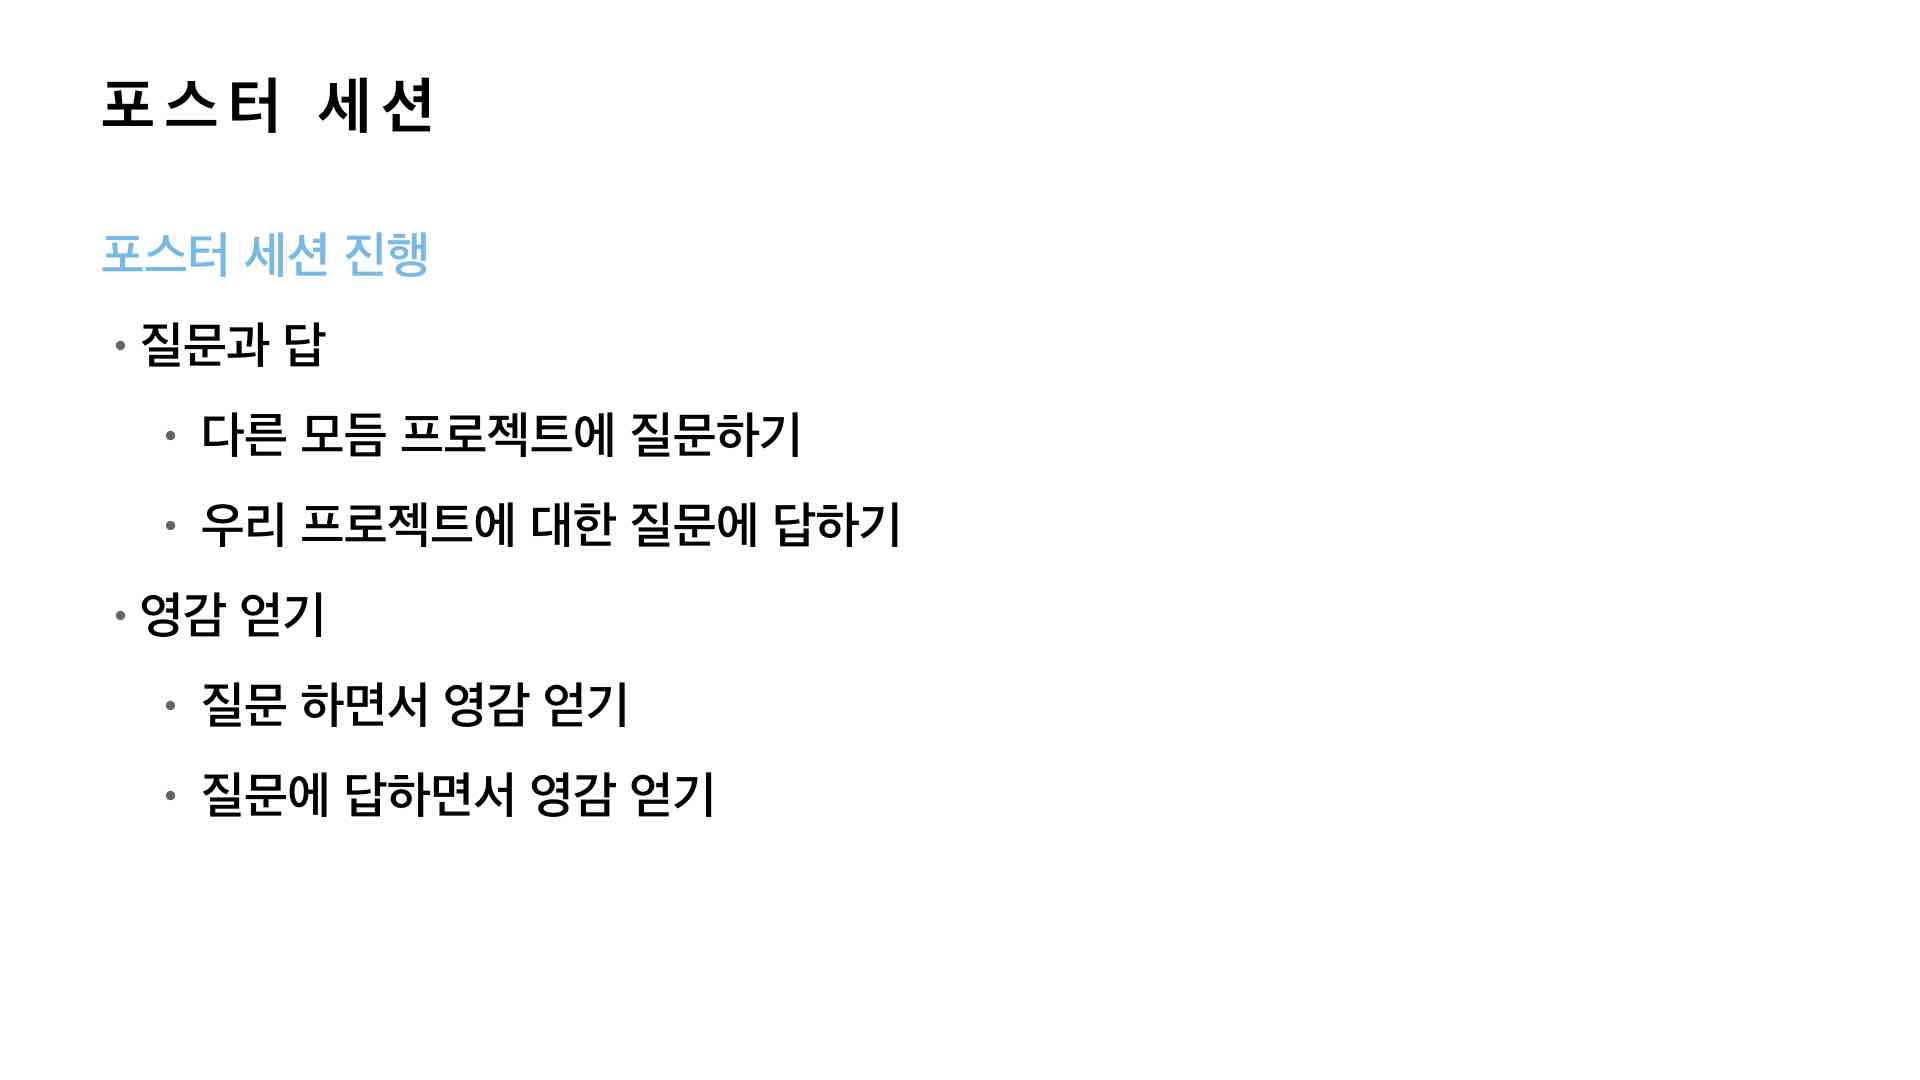 포스터 세션
포스터 세션 진행
• 질문과 답
• 다른 모둠 프로젝트에 질문하기
• 우리 프로젝트에 대한 질문에 답하기
• 영감 얻기
• 질문 하면서 영감 얻기
• 질문에 답하면서 영감 얻기